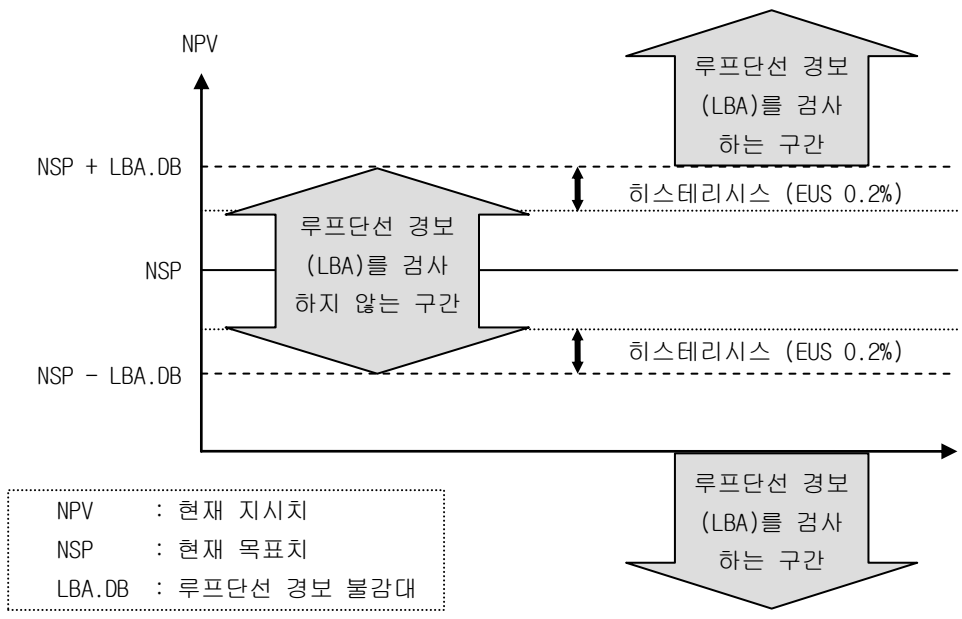 NPV
루프단선 경보
(LBA)를 검사
하는 구간
NSP + LBA.DB
히스테리시스 (EUS 0.2%)
루프단선 경보
(LBA)를 검사
하지 않는 구간
NSP
히스테리시스 (EUS 0.2%)
NSP - LBA.DB
루프단선 경보
(LBA)를 검사
하는 구간
NPV : 현재 지시치
NSP : 현재 목표치
LBA.DB : 루프단선 경보 불감대